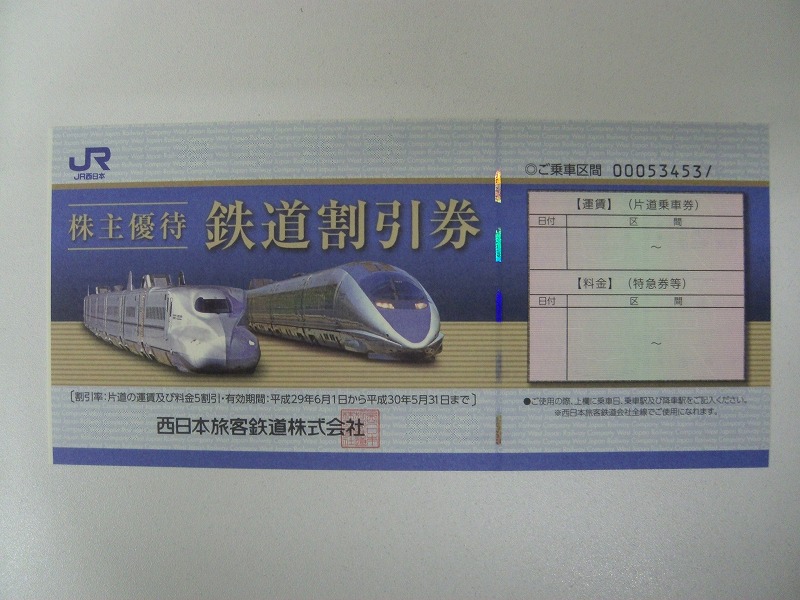 JR
JR西日本
株主優待 鉄道割引券
[割引率:片道の運賃及び料金5割引・有効期間:平成29年6月1日から平成30年5月31日まで]
西日本旅客鉄道株式会社
◎ご乗車区間 00053453/
【運賃】(片道乗車券)
日付 区間
～
【料金】(特急券等)
日付 区間
～
●ご使用の際、上欄に乗車日、乗車駅及び降車駅をご記入ください。
※西日本旅客鉄道会社全線でご使用になれます。